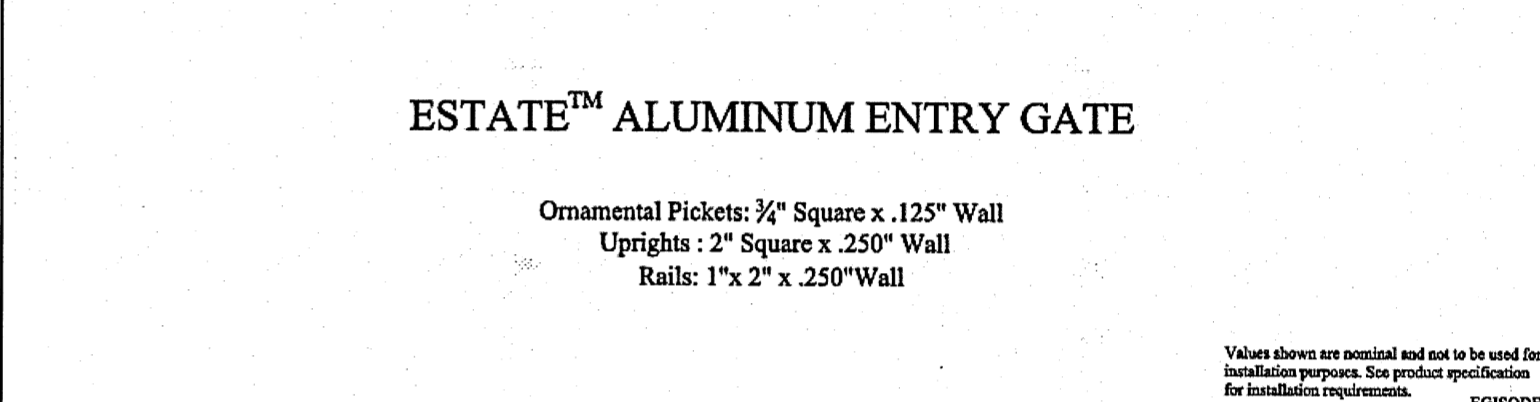 ESTATE™ ALUMINUM ENTRY GATE
Ornamental Pickets: ¾" Square x .125" Wall
Uprights : 2" Square x .250" Wall
Rails: 1"x 2" x .250"Wall
Values shown are nominal and not to be used for
installation purposes. See product specification
for installation requirements.